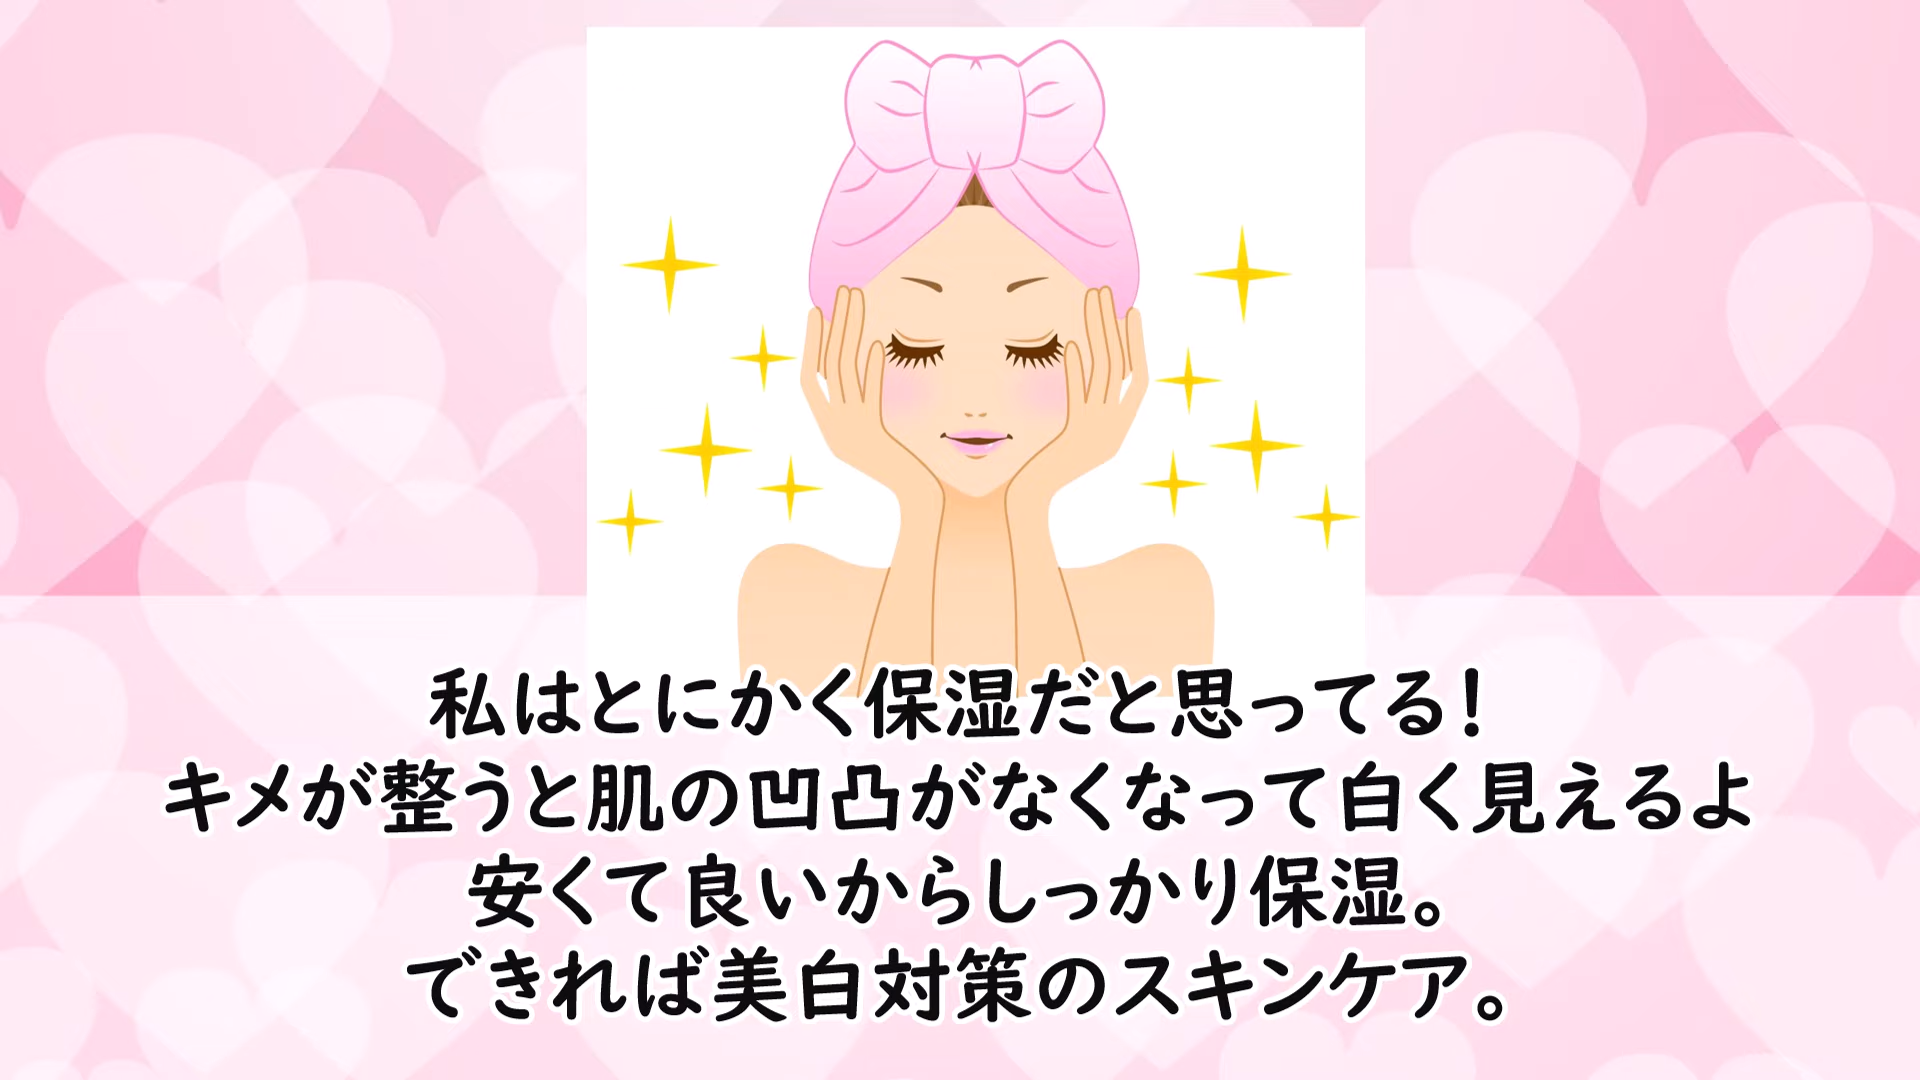 私はとにかく保湿だと思ってる！
キメが整うと肌の凹凸がなくなって白く見えるよ
安くて良いからしっかり保湿。
できれば美白対策のスキンケア。